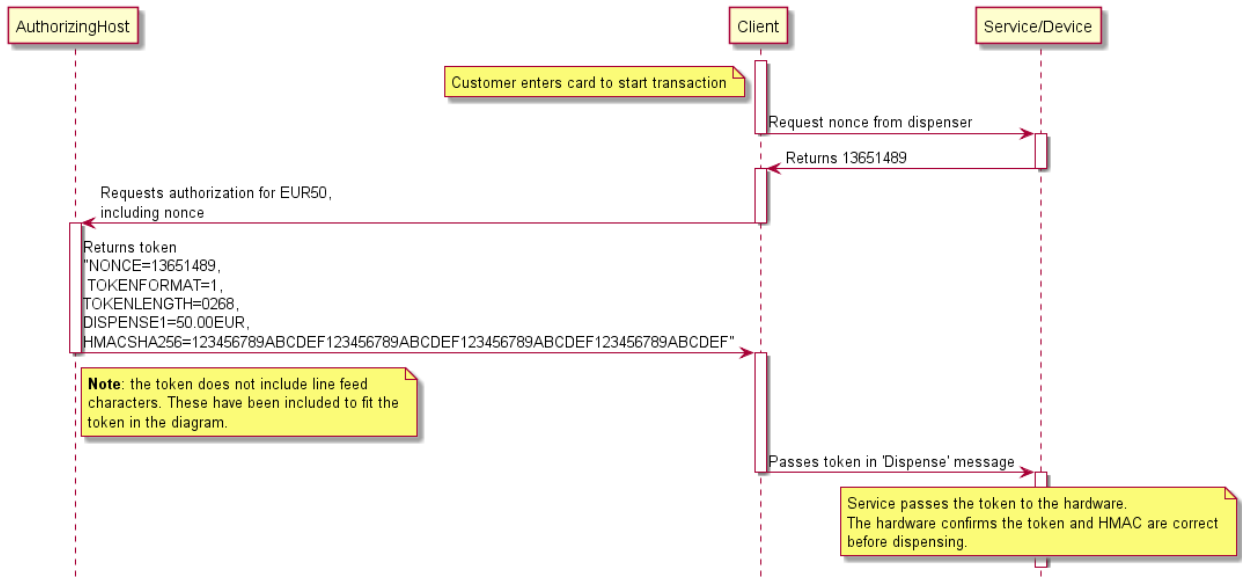 AuthorizingHost
Client
Service/Device
Customer enters card to start transaction
Request nonce from dispenser
Returns 13651489
Requests authorization for EUR50,
including nonce
Returns token
"NONCE=13651489,
TOKENFORMAT=1,
TOKENLENGTH=0268,
DISPENSE1=50.00EUR,
HMACSHA256=123456789ABCDEF123456789ABCDEF123456789ABCDEF123456789ABCDEF"
Note: the token does not include line feed
characters. These have been included to fit the
token in the diagram.
Passes token in 'Dispense' message
Service passes the token to the hardware.
The hardware confirms the token and HMAC are correct
before dispensing.